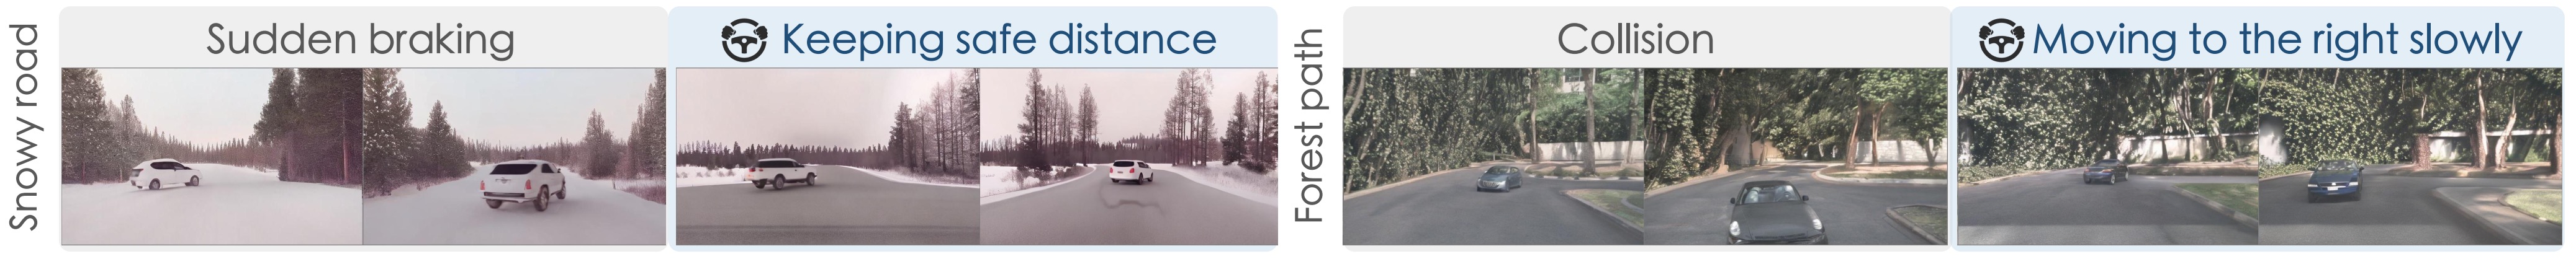 Snowy road
Sudden braking
Keeping safe distance
Forest path
Collision
Moving to the right slowly